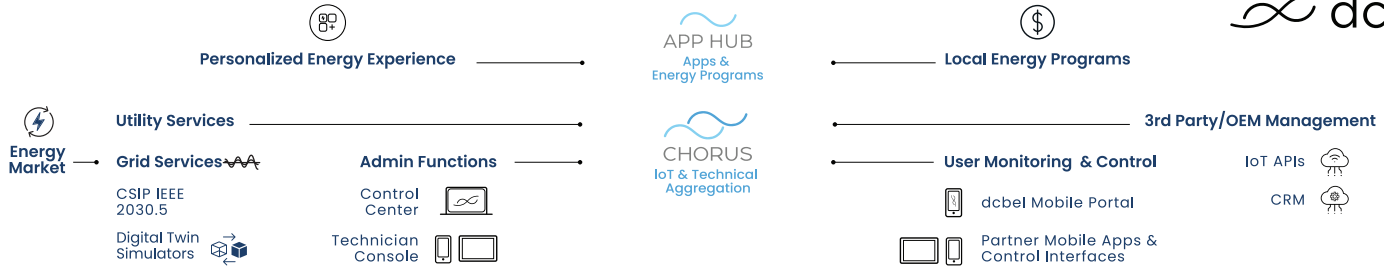 dc
APP HUB
Apps &
Energy Programs
Personalized Energy Experience
Local Energy Programs
Energy
Market
Utility Services
3rd Party/OEM Management
CHORUS
IoT & Technical
Aggregation
Grid Services
CSIP IEEE
2030.5
Digital Twin
Simulators
Admin Functions
Control
Center
Technician
Console
User Monitoring & Control
dcbel Mobile Portal
Partner Mobile Apps &
Control Interfaces
IoT APIs
CRM